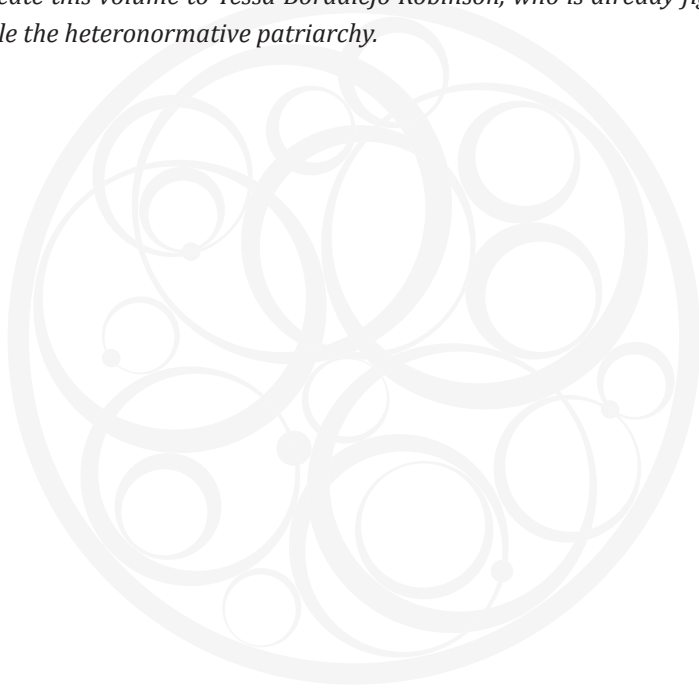 this volume to Tessa Bordalejo Robinson, who is already
the heteronormative patriarchy.